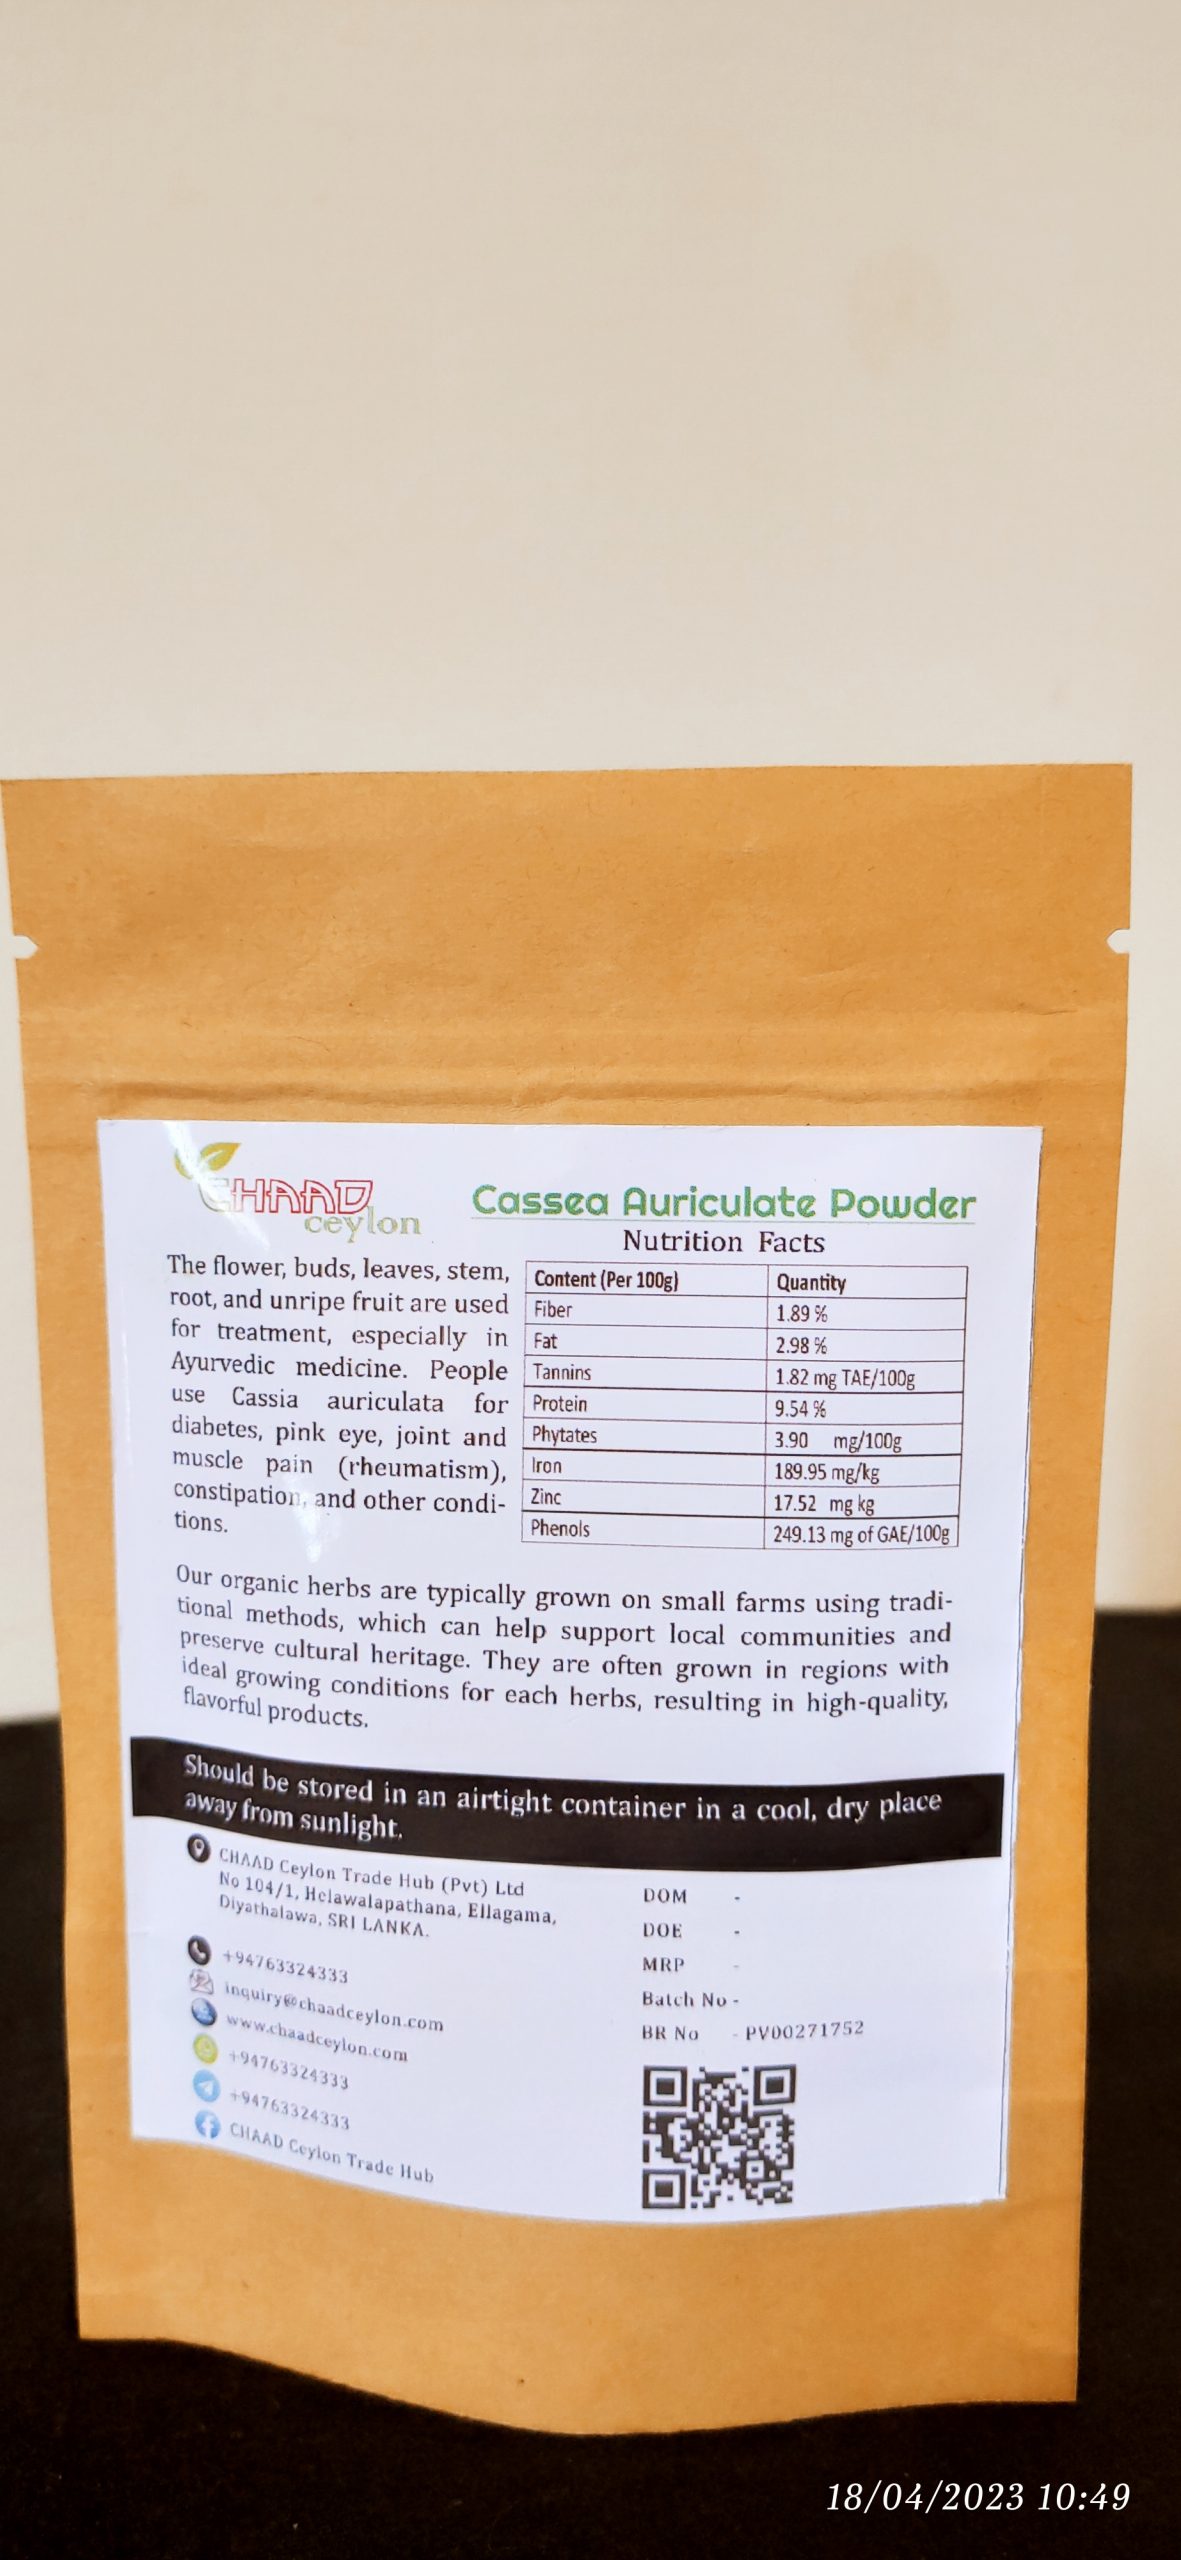 CHAAD
ceylon
Cassea Auriculate Powder
Nutrition Facts
The flower, buds, leaves, stem,
root, and unripe fruit are used
for treatment, especially in
Ayurvedic medicine. People
use Cassia auriculata for
diabetes, pink eye, joint and
muscle pain (rheumatism),
constipation, and other condi-
tions.
Content (Per 100g) Quantity
Fiber 1.89 %
Fat 2.98 %
Tannins 1.82 mg TAE/100g
Protein 9.54 %
Phytates 3.90 mg/100g
Iron 189.95 mg/kg
Zinc 17.52 mg kg
Phenols 249.13 mg of GAE/100g
Our organic herbs are typically grown on small farms using tradi-
tional methods, which can help support local communities and
preserve cultural heritage. They are often grown in regions with
ideal growing conditions for each herbs, resulting in high-quality,
flavorful products.
Should be stored in an airtight container in a cool, dry place
away from sunlight.
CHAAD Ceylon Trade Hub (Pvt) Ltd
No 104/1, Helawalapathana, Ellagama,
Diyathalawa, SRI LANKA.
+94763324333
inquiry@chaadceylon.com
www.chaadceylon.com
+94763324333
+94763324333
CHAAD Ceylon Trade Hub
DOM -
DOE -
MRP -
Batch No -
BR No - PV00271752
18/04/2023 10:49